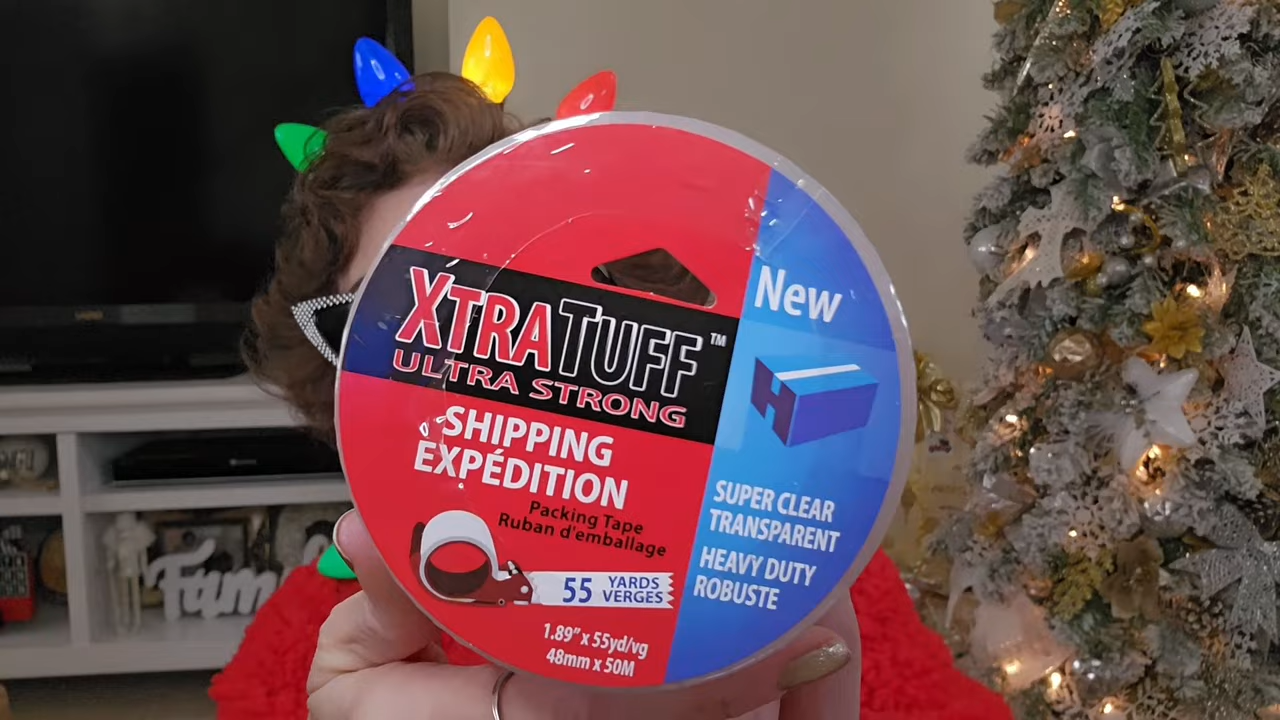 XTRATUFF™
ULTRA STRONG
SHIPPING
EXPÉDITION
Packing Tape
Ruban d'emballage
55 YARDS
VERGES
1.89" x 55yd/vg
48mm x 50M
New
SUPER CLEAR
TRANSPARENT
HEAVY DUTY
ROBUSTE
Fam